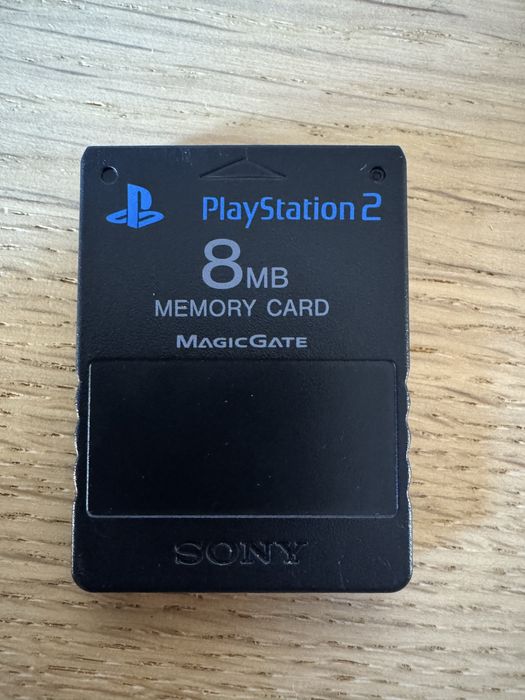 PlayStation 2
8MB
MEMORY CARD
MAGICGATE
SONY